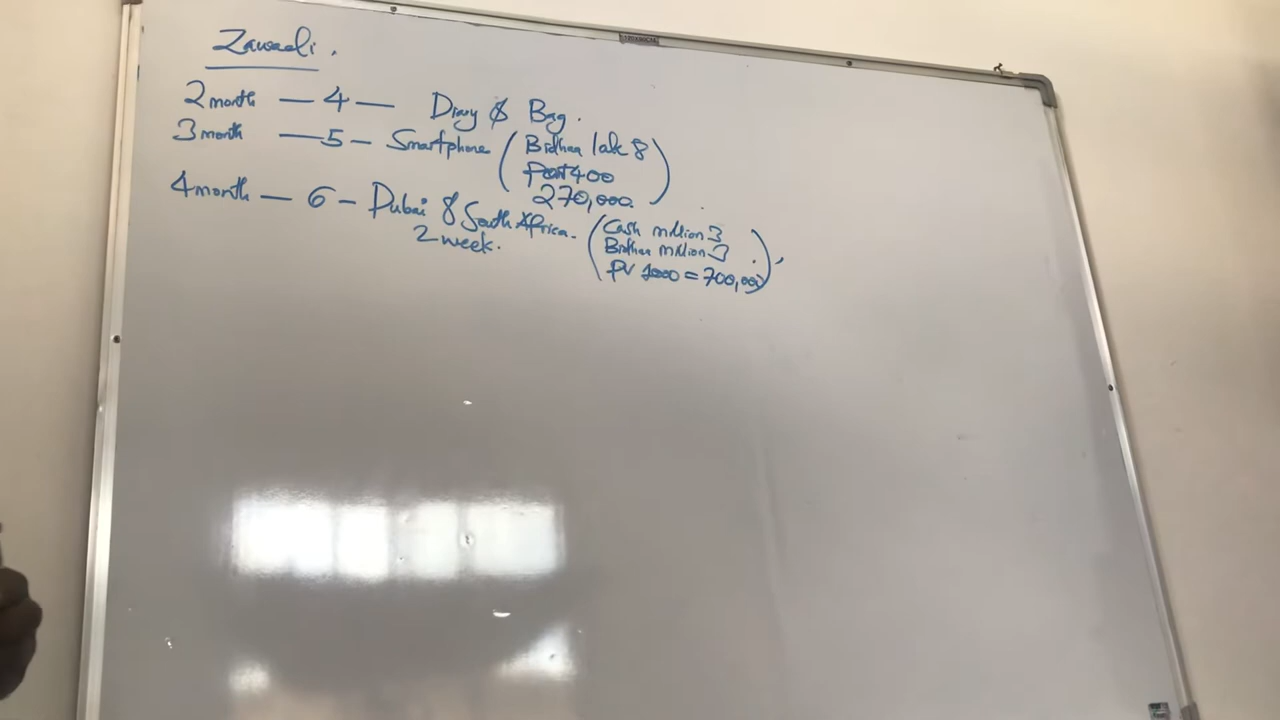 Zawadi.
2 month — 4 — Diary & Bag.
3 month — 5 — Smartphone (Bidhaa laki 8
Point 400
270,000)
4 month — 6 — Dubai & South Africa.
2 week.
(Cash million 3
Bidhaa million 3
PV 1000 = 700,000)